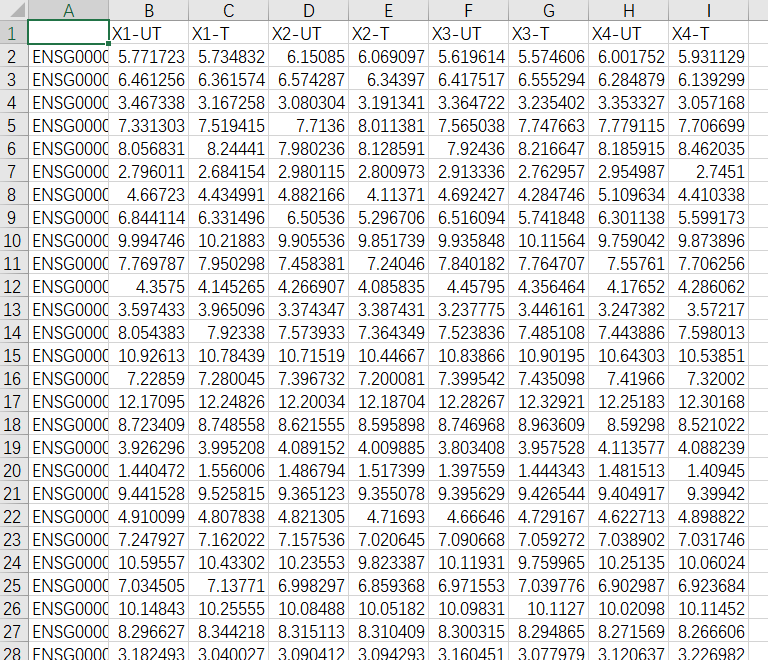 A B C D E F G H I
1 X1-UT X1-T X2-UT X2-T X3-UT X3-T X4-UT X4-T
2 ENSG0000 5.771723 5.734832 6.15085 6.069097 5.619614 5.574606 6.001752 5.931129
3 ENSG0000 6.461256 6.361574 6.574287 6.34397 6.417517 6.555294 6.284879 6.139299
4 ENSG0000 3.467338 3.167258 3.080304 3.191341 3.364722 3.235402 3.353327 3.057168
5 ENSG0000 7.331303 7.519415 7.7136 8.011381 7.565038 7.747663 7.779115 7.706699
6 ENSG0000 8.056831 8.24441 7.980236 8.128591 7.92436 8.216647 8.185915 8.462035
7 ENSG0000 2.796011 2.684154 2.980115 2.800973 2.913336 2.762957 2.954987 2.7451
8 ENSG0000 4.66723 4.434991 4.882166 4.11371 4.692427 4.284746 5.109634 4.410338
9 ENSG0000 6.844114 6.331496 6.50536 5.296706 6.516094 5.741848 6.301138 5.599173
10 ENSG0000 9.994746 10.21883 9.905536 9.851739 9.935848 10.11564 9.759042 9.873896
11 ENSG0000 7.769787 7.950298 7.458381 7.24046 7.840182 7.764707 7.55761 7.706256
12 ENSG0000 4.3575 4.145265 4.266907 4.085835 4.45795 4.356464 4.17652 4.286062
13 ENSG0000 3.597433 3.965096 3.374347 3.387431 3.237775 3.446161 3.247382 3.57217
14 ENSG0000 8.054383 7.92338 7.573933 7.364349 7.523836 7.485108 7.443886 7.598013
15 ENSG0000 10.92613 10.78439 10.71519 10.44667 10.83866 10.90195 10.64303 10.53851
16 ENSG0000 7.22859 7.280045 7.396732 7.200081 7.399542 7.435098 7.41966 7.32002
17 ENSG0000 12.17095 12.24826 12.20034 12.18704 12.28267 12.32921 12.25183 12.30168
18 ENSG0000 8.723409 8.748558 8.621555 8.595898 8.746968 8.963609 8.59298 8.521022
19 ENSG0000 3.926296 3.995208 4.089152 4.009885 3.803408 3.957528 4.113577 4.088239
20 ENSG0000 1.440472 1.556006 1.486794 1.517399 1.397559 1.444343 1.481513 1.40945
21 ENSG0000 9.441528 9.525815 9.365123 9.355078 9.395629 9.426544 9.404917 9.39942
22 ENSG0000 4.910099 4.807838 4.821305 4.71693 4.66646 4.729167 4.622713 4.898822
23 ENSG0000 7.247927 7.162022 7.157536 7.020645 7.090668 7.059272 7.038902 7.031746
24 ENSG0000 10.59557 10.43302 10.23553 9.823387 10.11931 9.759965 10.25135 10.06024
25 ENSG0000 7.034505 7.13771 6.998297 6.859368 6.971553 7.039776 6.902987 6.923684
26 ENSG0000 10.14843 10.25555 10.08488 10.05182 10.09831 10.1127 10.02098 10.11452
27 ENSG0000 8.296627 8.344218 8.315113 8.310409 8.300315 8.294865 8.271569 8.266606
28 ENSG0000 3.182493 3.040027 3.090412 3.094293 3.160451 3.077979 3.120637 3.226982